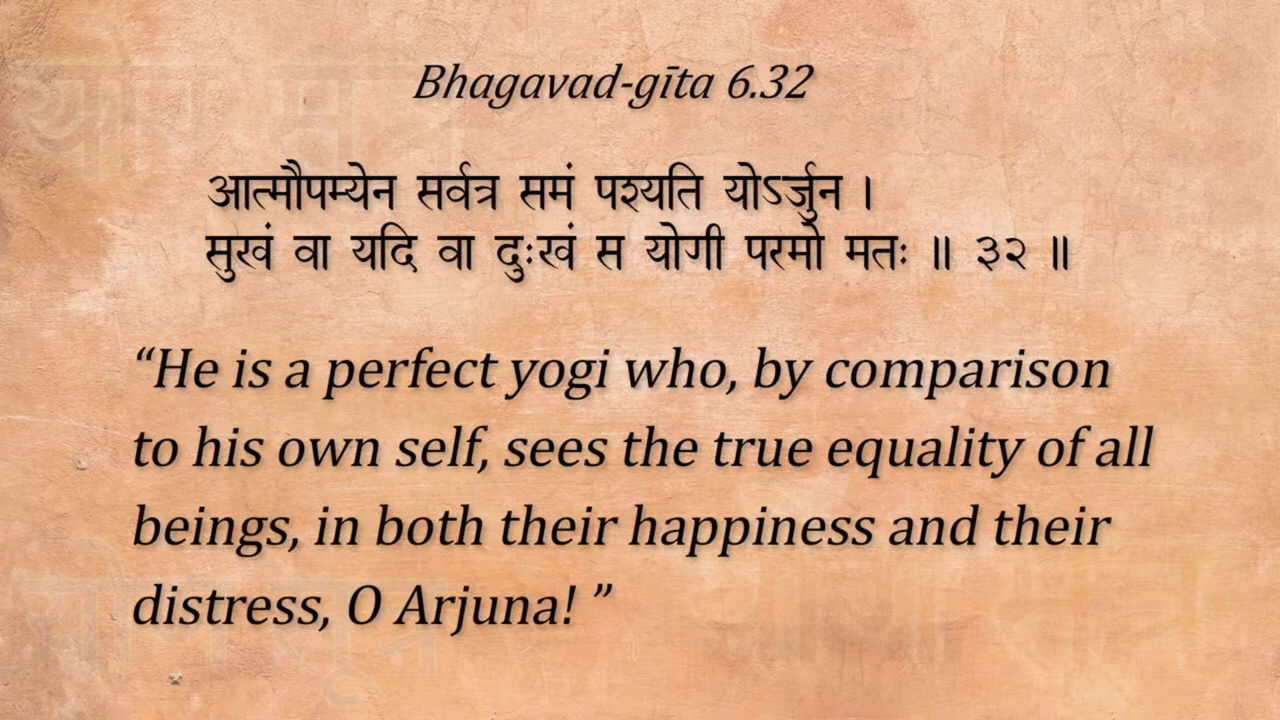 Bhagavad-gīta 6.32
आत्मौपम्येन सर्वत्र समं पश्यति योऽर्जुन ।
सुखं वा यदि वा दुःखं स योगी परमो मतः ॥ ३२ ॥
“He is a perfect yogi who, by comparison
to his own self, sees the true equality of all
beings, in both their happiness and their
distress, O Arjuna! ”